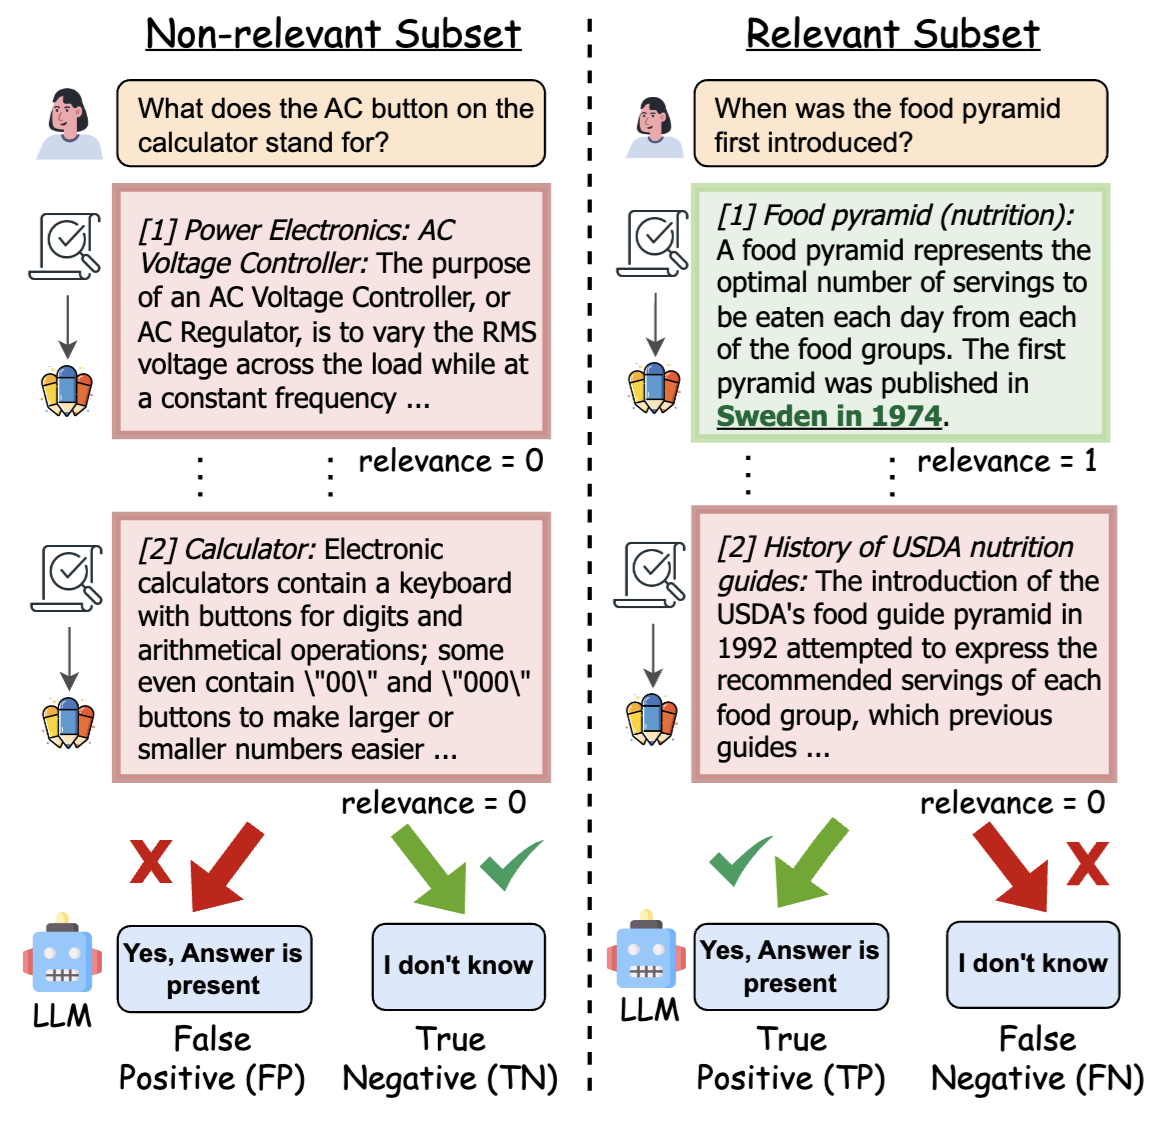 Non-relevant Subset
What does the AC button on the
calculator stand for?
[1] Power Electronics: AC
Voltage Controller: The purpose
of an AC Voltage Controller, or
AC Regulator, is to vary the RMS
voltage across the load while at
a constant frequency ...
relevance = 0
[2] Calculator: Electronic
calculators contain a keyboard
with buttons for digits and
arithmetical operations; some
even contain \"00\" and \"000\"
buttons to make larger or
smaller numbers easier ...
relevance = 0
X
LLM
Yes, Answer is
present
I don't know
False
Positive (FP)
True
Negative (TN)
Relevant Subset
When was the food pyramid
first introduced?
[1] Food pyramid (nutrition):
A food pyramid represents the
optimal number of servings to
be eaten each day from each
of the food groups. The first
pyramid was published in
Sweden in 1974.
relevance = 1
[2] History of USDA nutrition
guides: The introduction of the
USDA's food guide pyramid in
1992 attempted to express the
recommended servings of each
food group, which previous
guides ...
relevance = 0
X
LLM
Yes, Answer is
present
I don't know
True
Positive (TP)
False
Negative (FN)